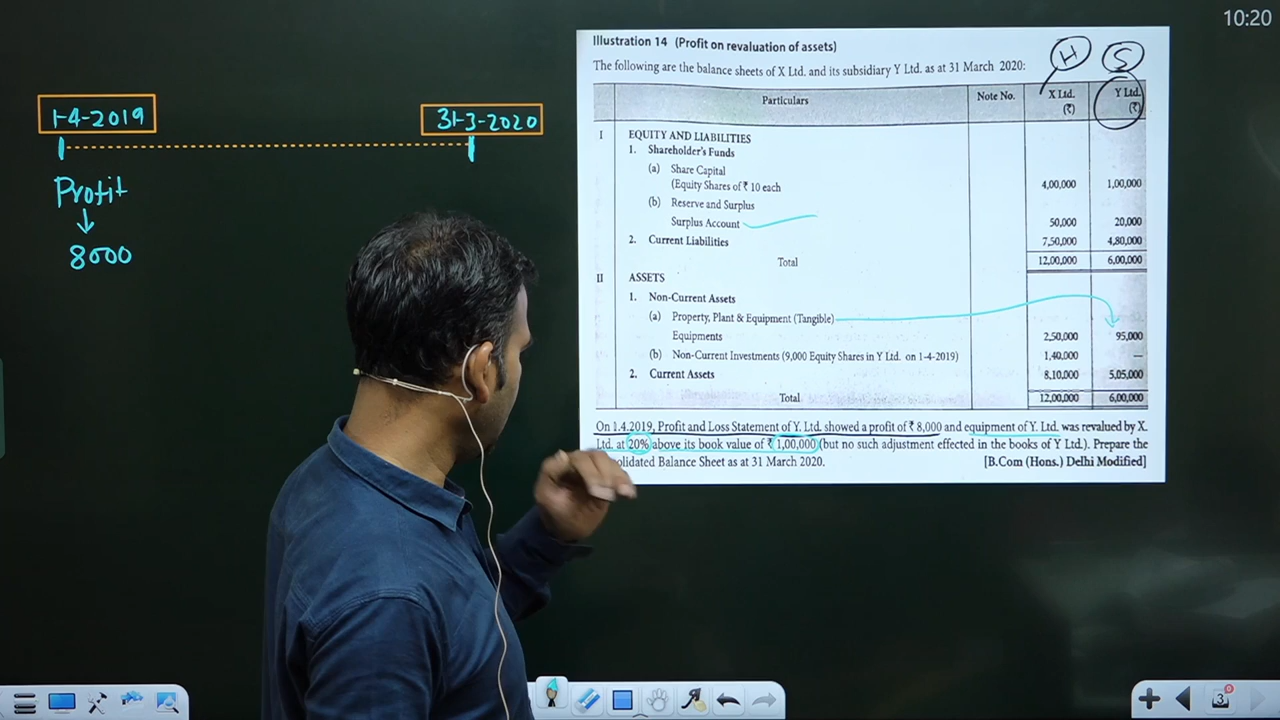 10:20
1-4-2019
31-3-2020
Profit
8000
Illustration 14 (Profit on revaluation of assets)
H S
The following are the balance sheets of X Ltd. and its subsidiary Y Ltd. as at 31 March 2020:
Particulars Note No. X Ltd. (₹) Y Ltd. (₹)
I EQUITY AND LIABILITIES
1. Shareholder's Funds
(a) Share Capital
(Equity Shares of ₹ 10 each 4,00,000 1,00,000
(b) Reserve and Surplus
Surplus Account 50,000 20,000
2. Current Liabilities 7,50,000 4,80,000
Total 12,00,000 6,00,000
II ASSETS
1. Non-Current Assets
(a) Property, Plant & Equipment (Tangible)
Equipments 2,50,000 95,000
(b) Non-Current Investments (9,000 Equity Shares in Y Ltd. on 1-4-2019) 1,40,000 —
2. Current Assets 8,10,000 5,05,000
Total 12,00,000 6,00,000
On 1.4.2019, Profit and Loss Statement of Y. Ltd. showed a profit of ₹ 8,000 and equipment of Y. Ltd. was revalued by X.
Ltd. at 20% above its book value of ₹ 1,00,000 (but no such adjustment effected in the books of Y Ltd.). Prepare the
olidated Balance Sheet as at 31 March 2020. [B.Com (Hons.) Delhi Modified]
3